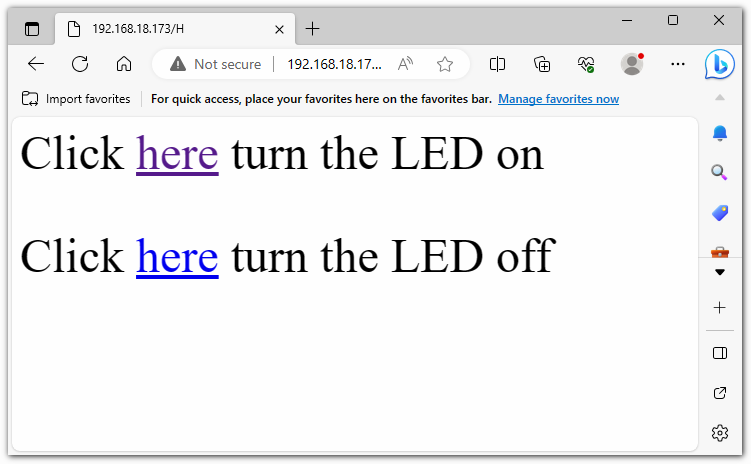 192.168.18.173/H
Not secure 192.168.18.17...
Import favorites For quick access, place your favorites here on the favorites bar. Manage favorites now
Click here turn the LED on
Click here turn the LED off